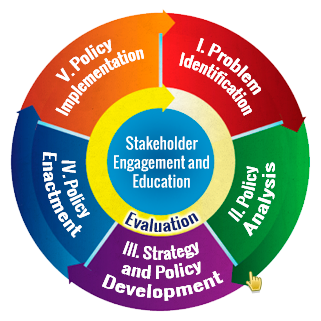 I. Problem
Identification
II. Policy
Analysis
III. Strategy
and Policy
Development
IV. Policy
Enactment
V. Policy
Implementation
Stakeholder
Engagement and
Education
Evaluation